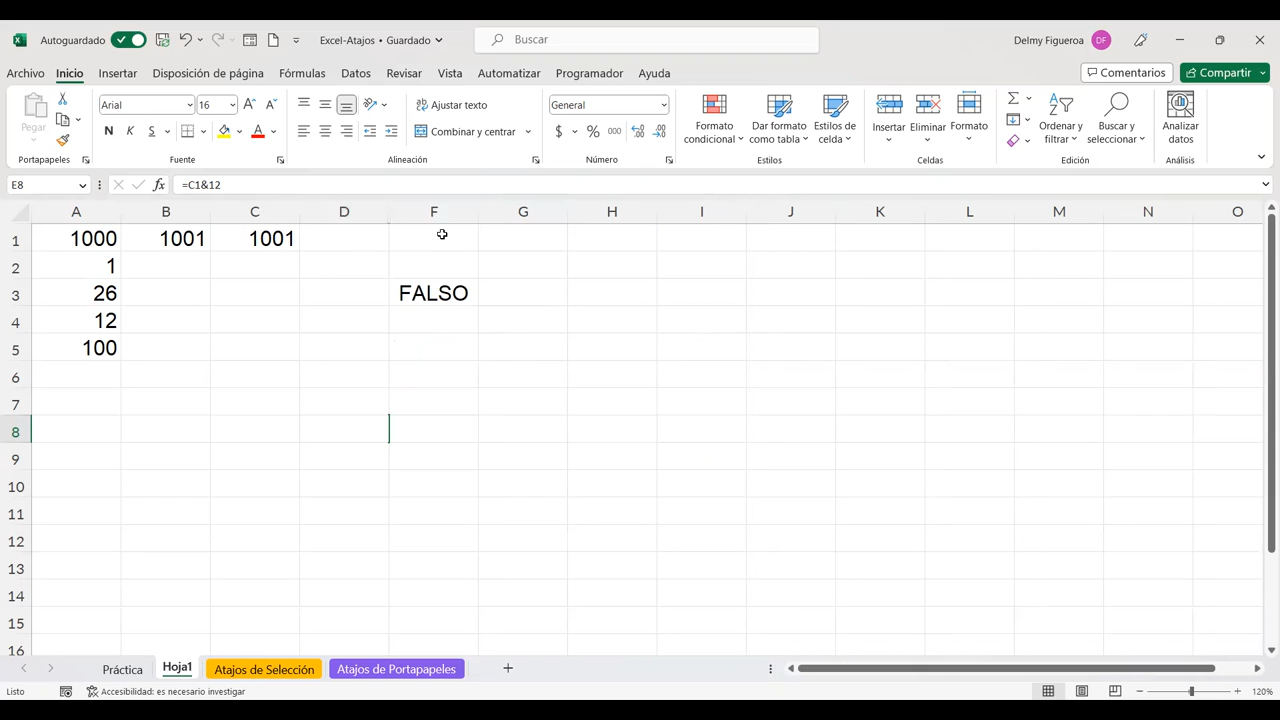 Autoguardado
Excel-Atajos • Guardado
Buscar
Delmy Figueroa
DF
Archivo Inicio Insertar Disposición de página Fórmulas Datos Revisar Vista Automatizar Programador Ayuda
Comentarios
Compartir
Pegar
Portapapeles
Arial
16
N K S
Fuente
Ajustar texto
Combinar y centrar
Alineación
General
$ % 000
Número
Formato condicional
Dar formato como tabla
Estilos de celda
Estilos
Insertar
Eliminar
Formato
Celdas
Ordenar y filtrar
Buscar y seleccionar
Edición
Analizar datos
Análisis
E8
fx
=C1&12
A B C D F G H I J K L M N O
1 1000 1001 1001
2 1
3 26 FALSO
4 12
5 100
6
7
8
9
10
11
12
13
14
15
16
Práctica Hoja1 Atajos de Selección Atajos de Portapapeles
Listo
Accesibilidad: es necesario investigar
120%